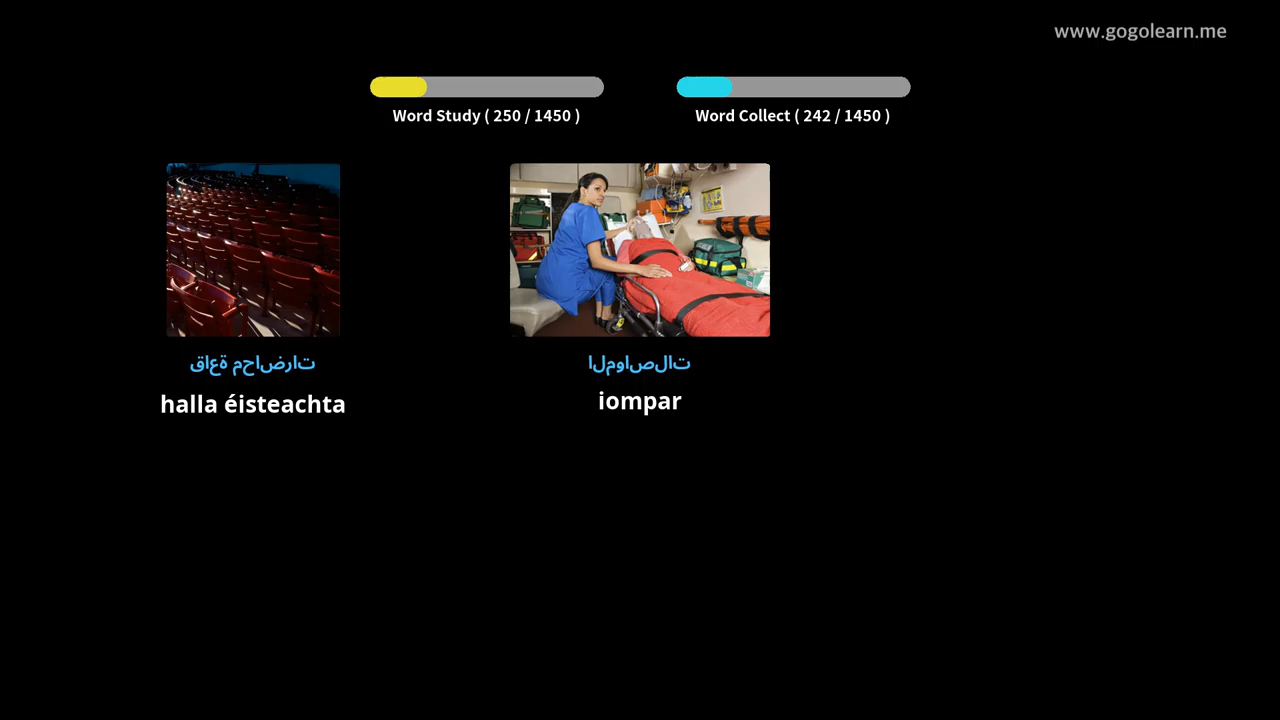 www.gogolearn.me
Word Study ( 250 / 1450 )
Word Collect ( 242 / 1450 )
قاعة محاضرات
halla éisteachta
المواصلات
iompar